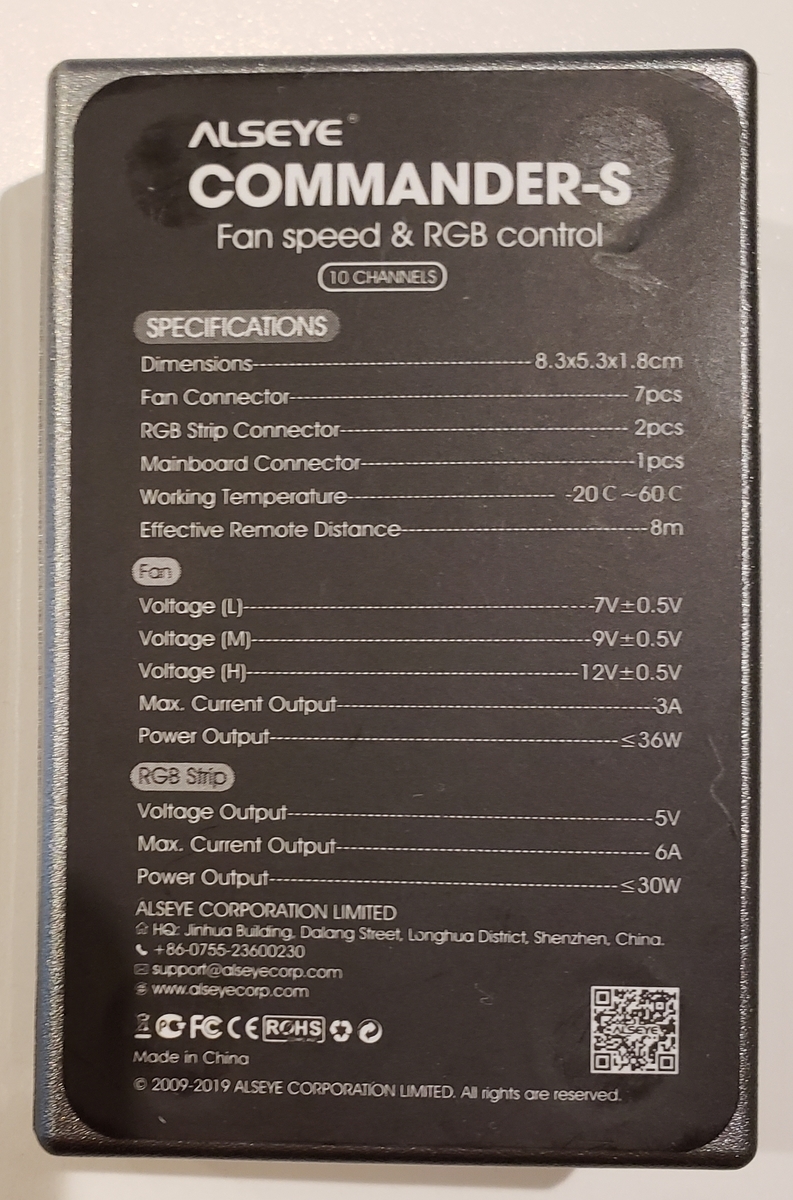 ALSEYE®
COMMANDER-S
Fan speed & RGB control
10 CHANNELS
SPECIFICATIONS
Dimensions 8.3x5.3x1.8cm
Fan Connector 7pcs
RGB Strip Connector 2pcs
Mainboard Connector 1pcs
Working Temperature -20℃~60℃
Effective Remote Distance 8m
Fan
Voltage (L) 7V±0.5V
Voltage (M) 9V±0.5V
Voltage (H) 12V±0.5V
Max. Current Output 3A
Power Output ≤36W
RGB Strip
Voltage Output 5V
Max. Current Output 6A
Power Output ≤30W
ALSEYE CORPORATION LIMITED
HQ: Jinhua Building, Dalang Street, Longhua District, Shenzhen, China.
+86-0755-23600230
support@alseyecorp.com
www.alseyecorp.com
FC CE ROHS
ALSEYE
Made in China
© 2009-2019 ALSEYE CORPORATION LIMITED. All rights are reserved.